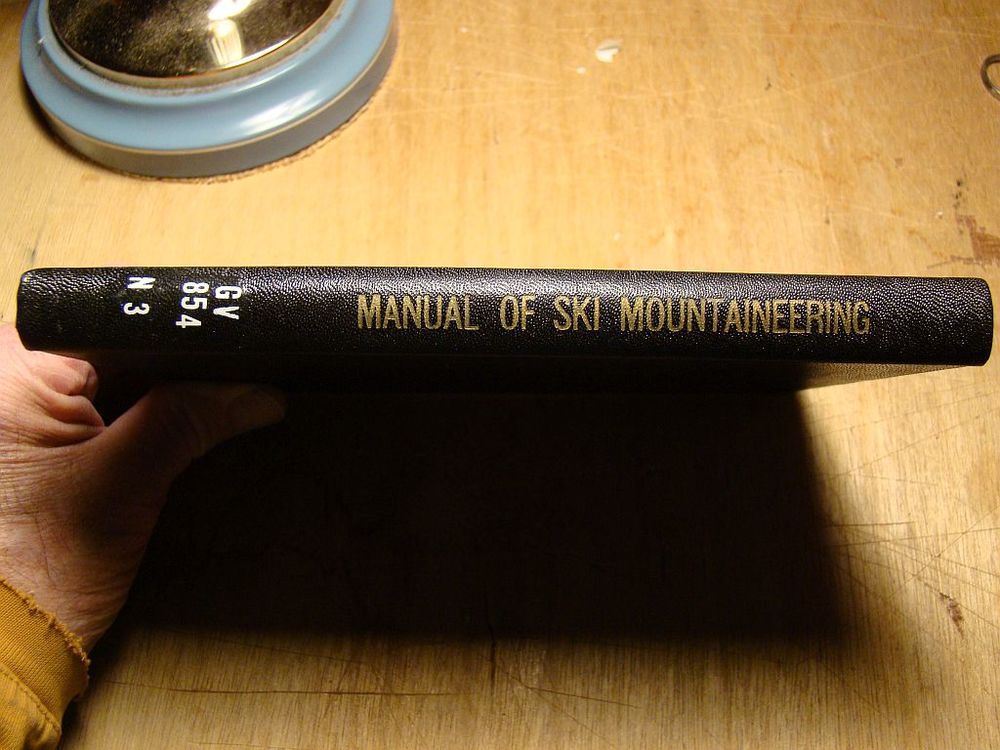 MANUAL OF SKI MOUNTAINEERING
GV
854
N 3